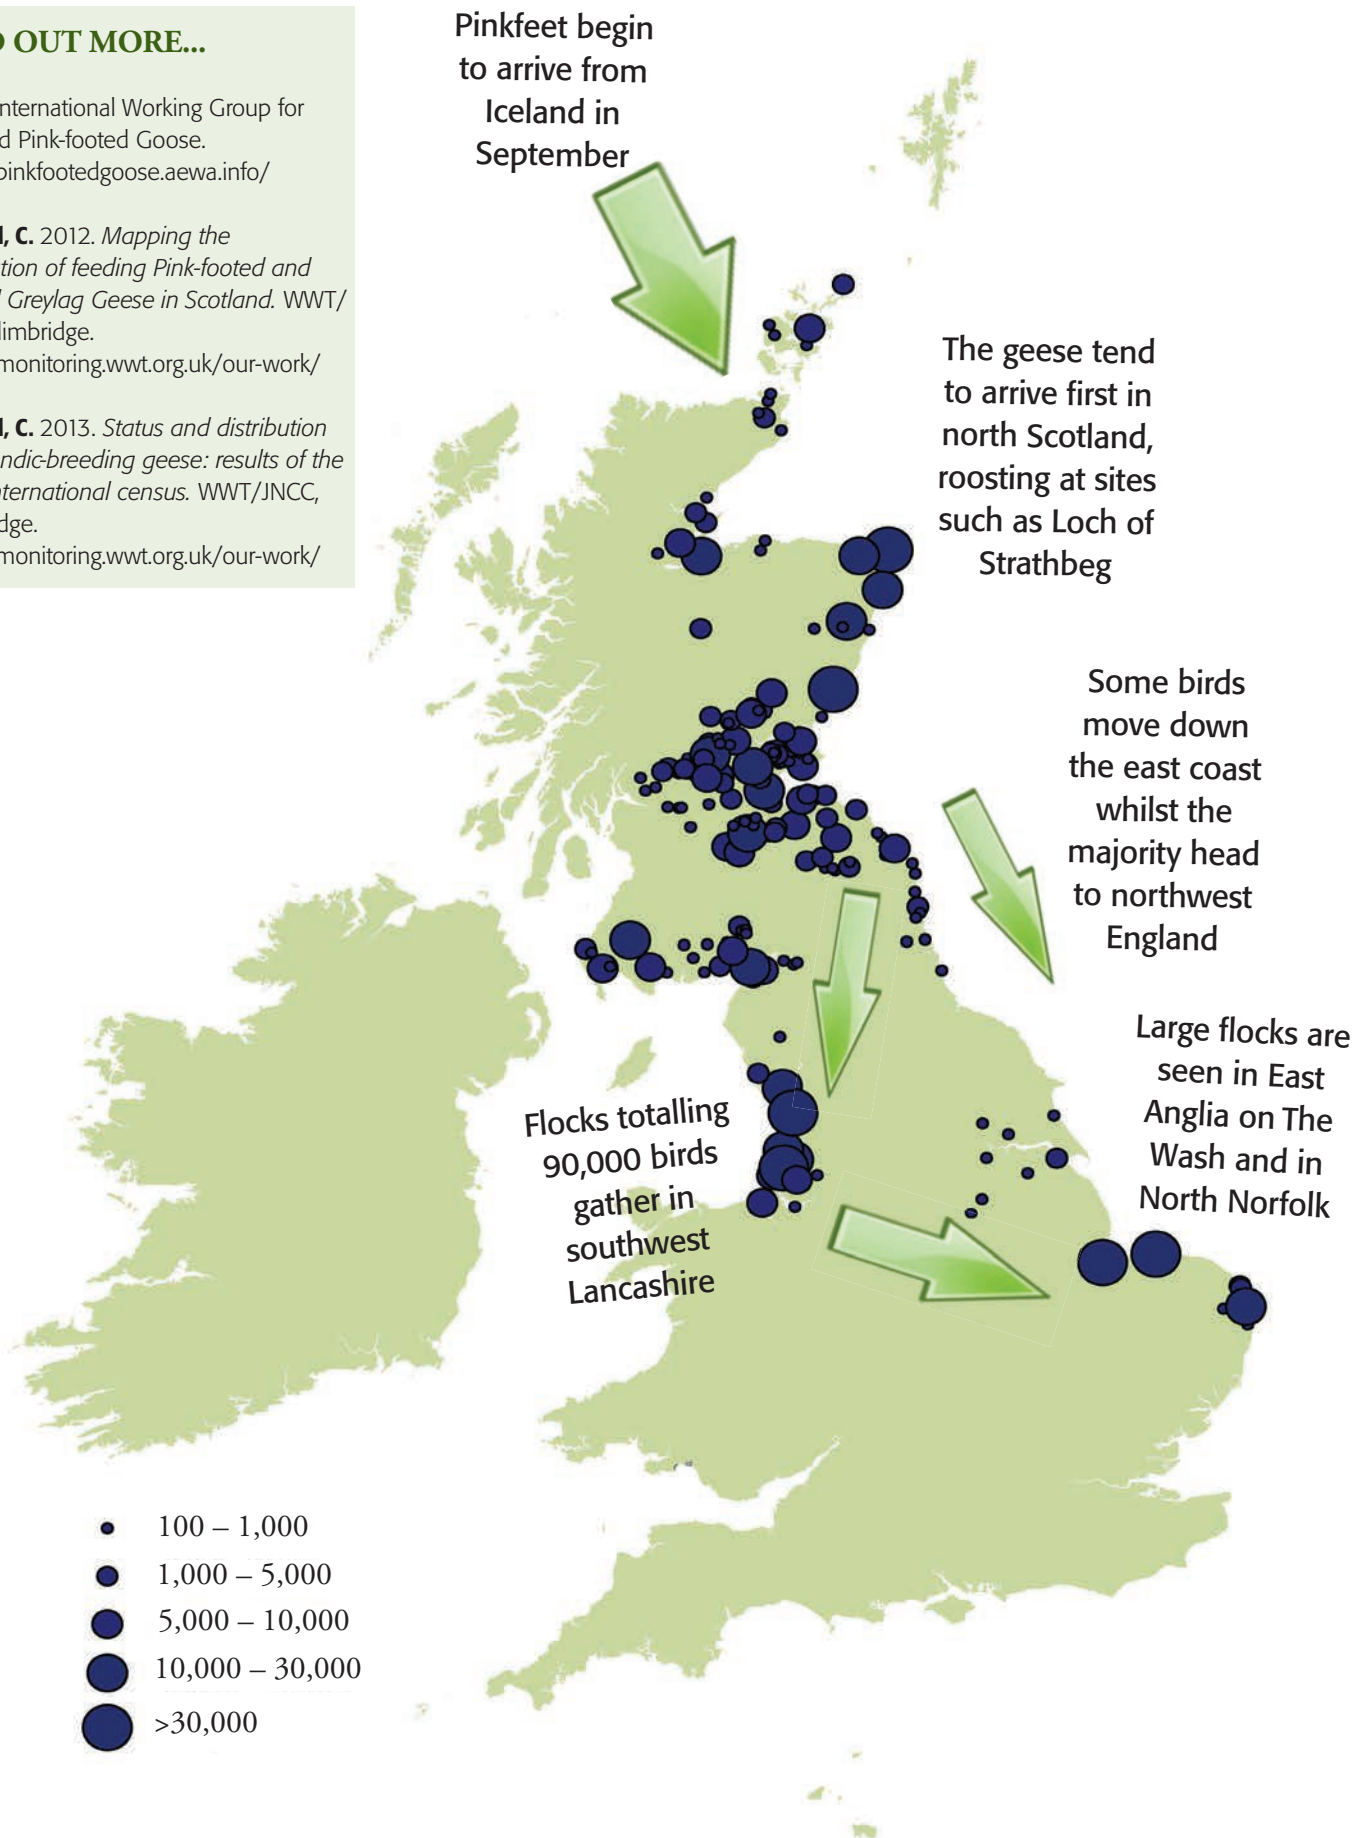 OUT MORE...
nternational Working Group for
d Pink-footed Goose.
pinkfootedgoose.aewa.info/
l, C. 2012. Mapping the
tion of feeding Pink-footed and
d Greylag Geese in Scotland. WWT/
limbridge.
monitoring.wwt.org.uk/our-work/
l, C. 2013. Status and distribution
ndic-breeding geese: results of the
nternational census. WWT/JNCC,
dge.
monitoring.wwt.org.uk/our-work/
Pinkfeet begin
to arrive from
Iceland in
September
The geese tend
to arrive first in
north Scotland,
roosting at sites
such as Loch of
Strathbeg
Some birds
move down
the east coast
whilst the
majority head
to northwest
England
Large flocks are
seen in East
Anglia on The
Wash and in
North Norfolk
Flocks totalling
90,000 birds
gather in
southwest
Lancashire
100 – 1,000
1,000 – 5,000
5,000 – 10,000
10,000 – 30,000
>30,000